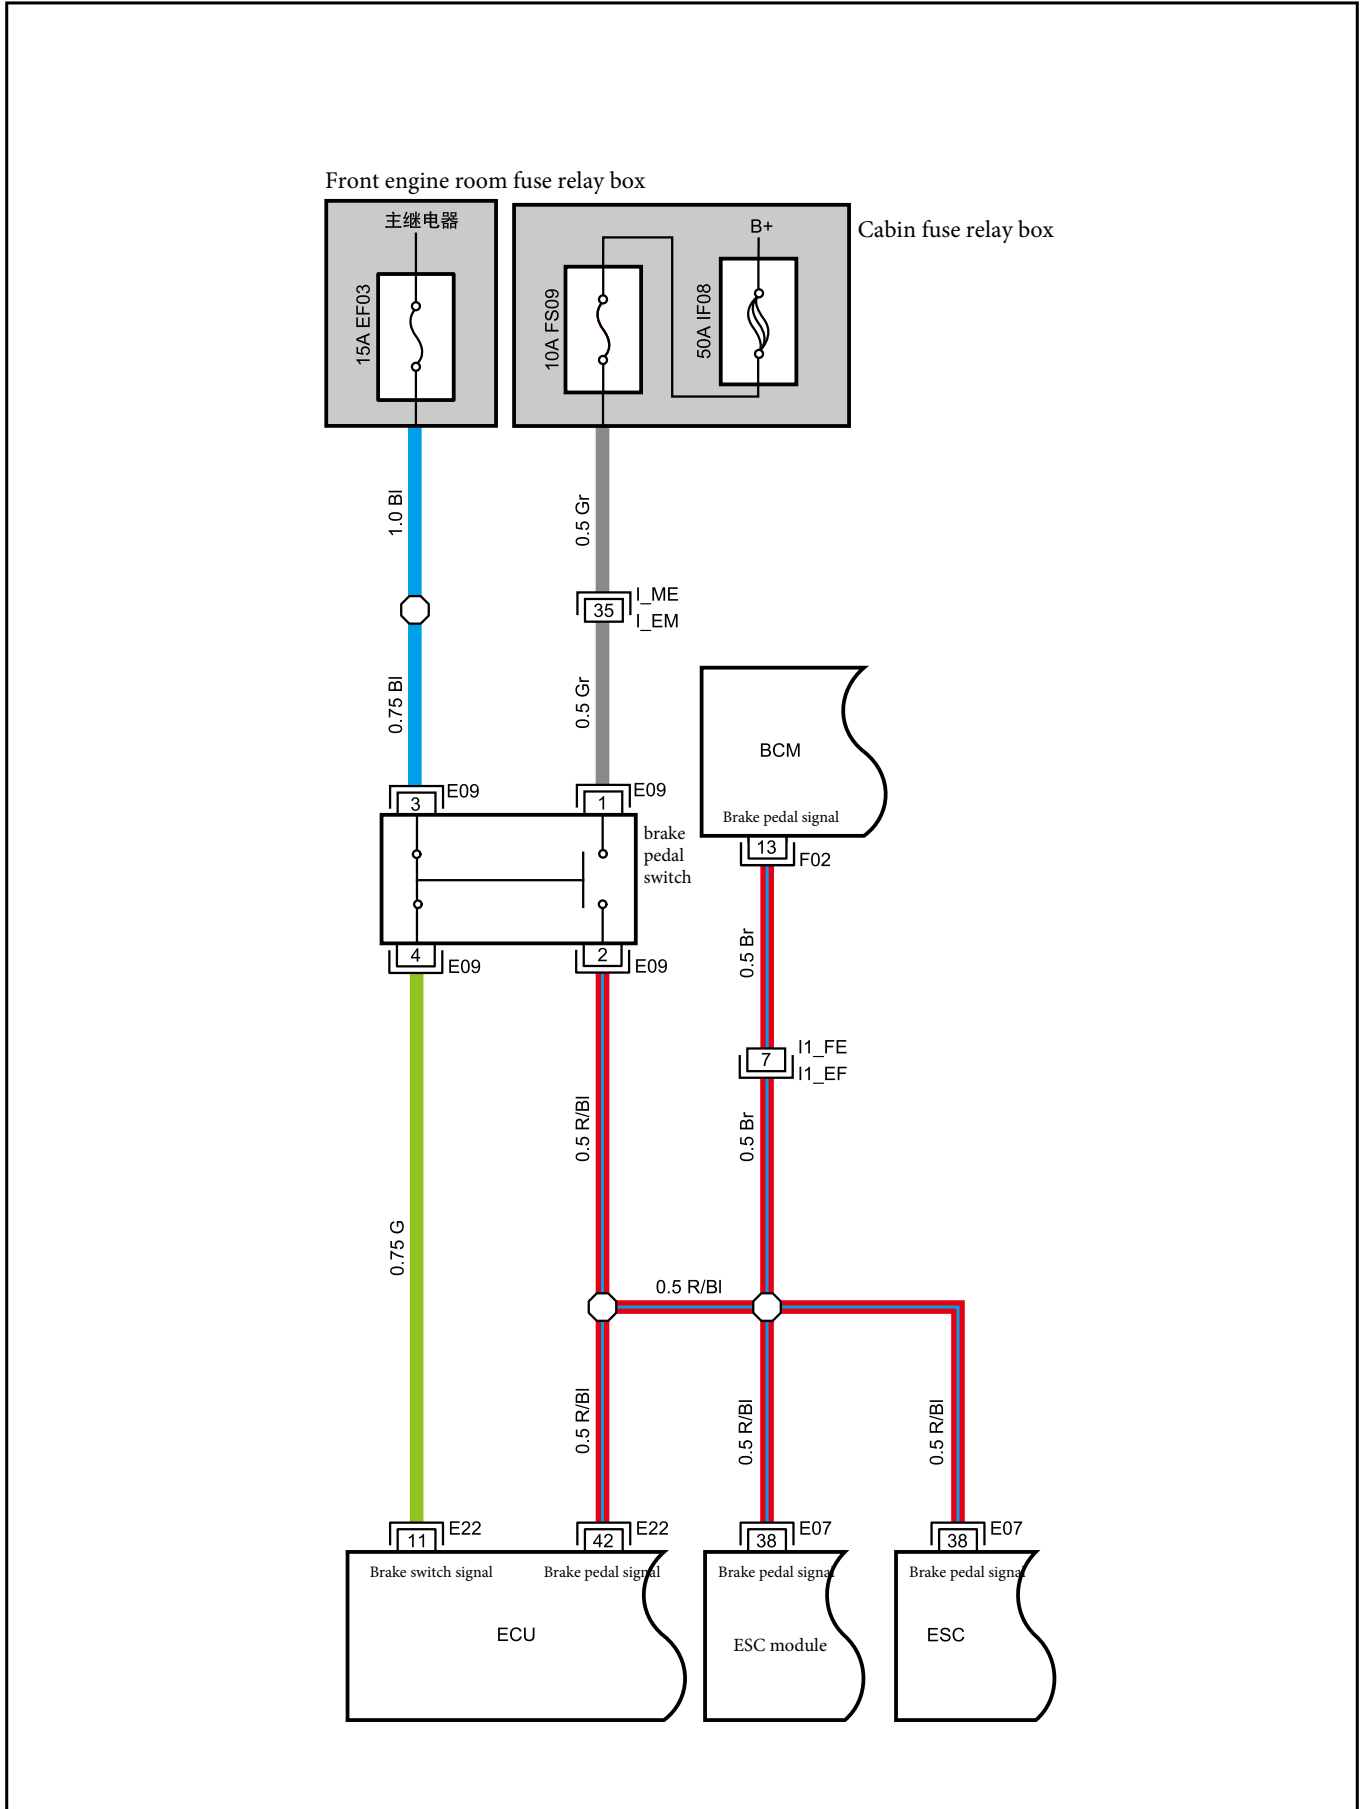 Front engine room fuse relay box
主继电器
15A EF03
Cabin fuse relay box
B+
10A FS09
50A IF08
1.0 Bl
0.5 Gr
35
I_ME
I_EM
0.75 Bl
0.5 Gr
3
E09
1
E09
brake
pedal
switch
BCM
Brake pedal signal
13
F02
4
E09
2
E09
0.5 Br
7
I1_FE
I1_EF
0.5 R/Bl
0.5 Br
0.75 G
0.5 R/Bl
0.5 R/Bl
0.5 R/Bl
0.5 R/Bl
11
E22
42
E22
38
E07
38
E07
Brake switch signal
Brake pedal signal
Brake pedal signal
Brake pedal signal
ECU
ESC module
ESC